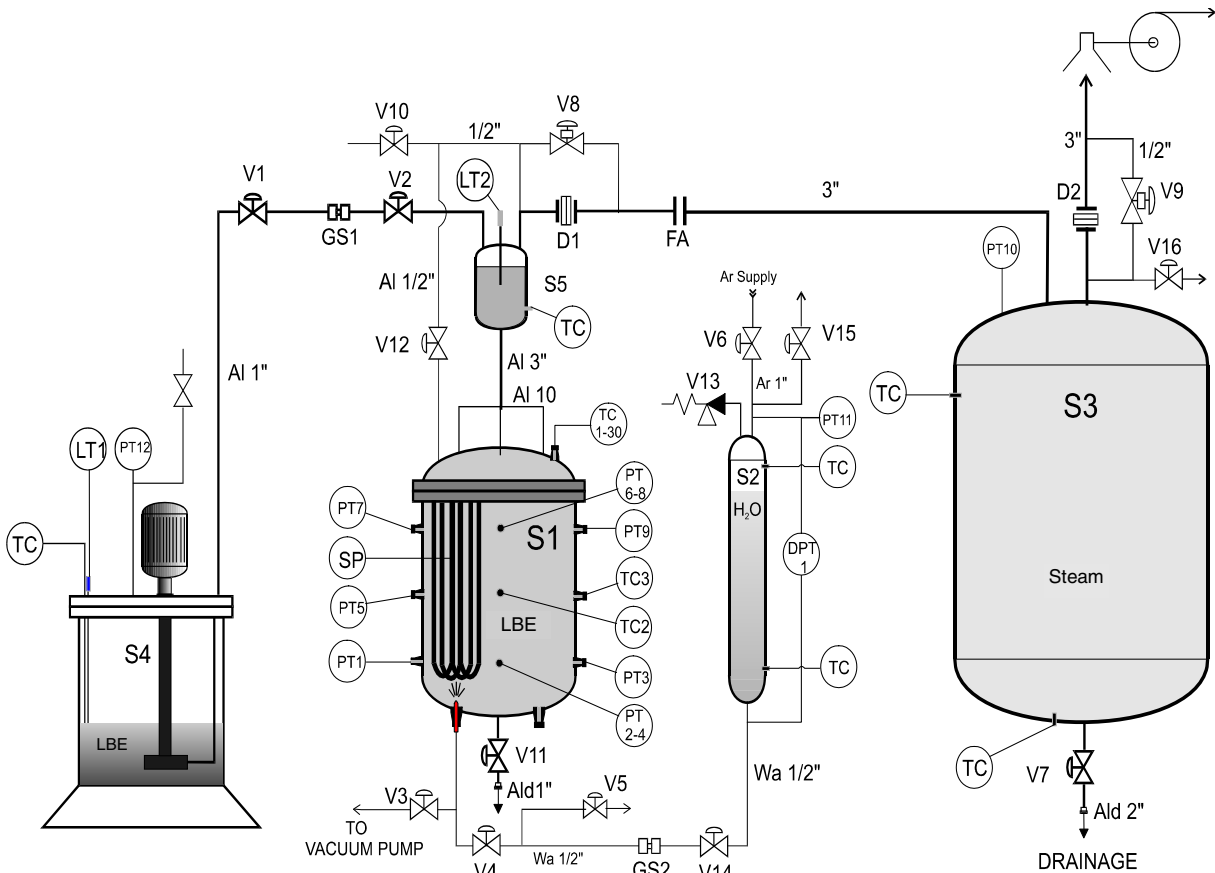 V10
V8
1/2"
3"
1/2"
V1
V2
LT2
3"
D2
V9
GS1
D1
FA
PT10
V16
Al 1/2"
S5
Ar Supply
TC
V12
V6
V15
Al 3"
Al 1"
Ar 1"
V13
TC
S3
Al 10
TC
1-30
PT11
LT1
PT12
PT
6-8
S2
TC
H2O
PT7
S1
PT9
TC
SP
DPT
1
TC3
Steam
PT5
LBE
TC2
S4
PT1
PT3
TC
PT
2-4
LBE
V11
Wa 1/2"
TC
V7
V3
Ald1"
V5
Ald 2"
TO
VACUUM PUMP
V4
Wa 1/2"
GS2
V14
DRAINAGE